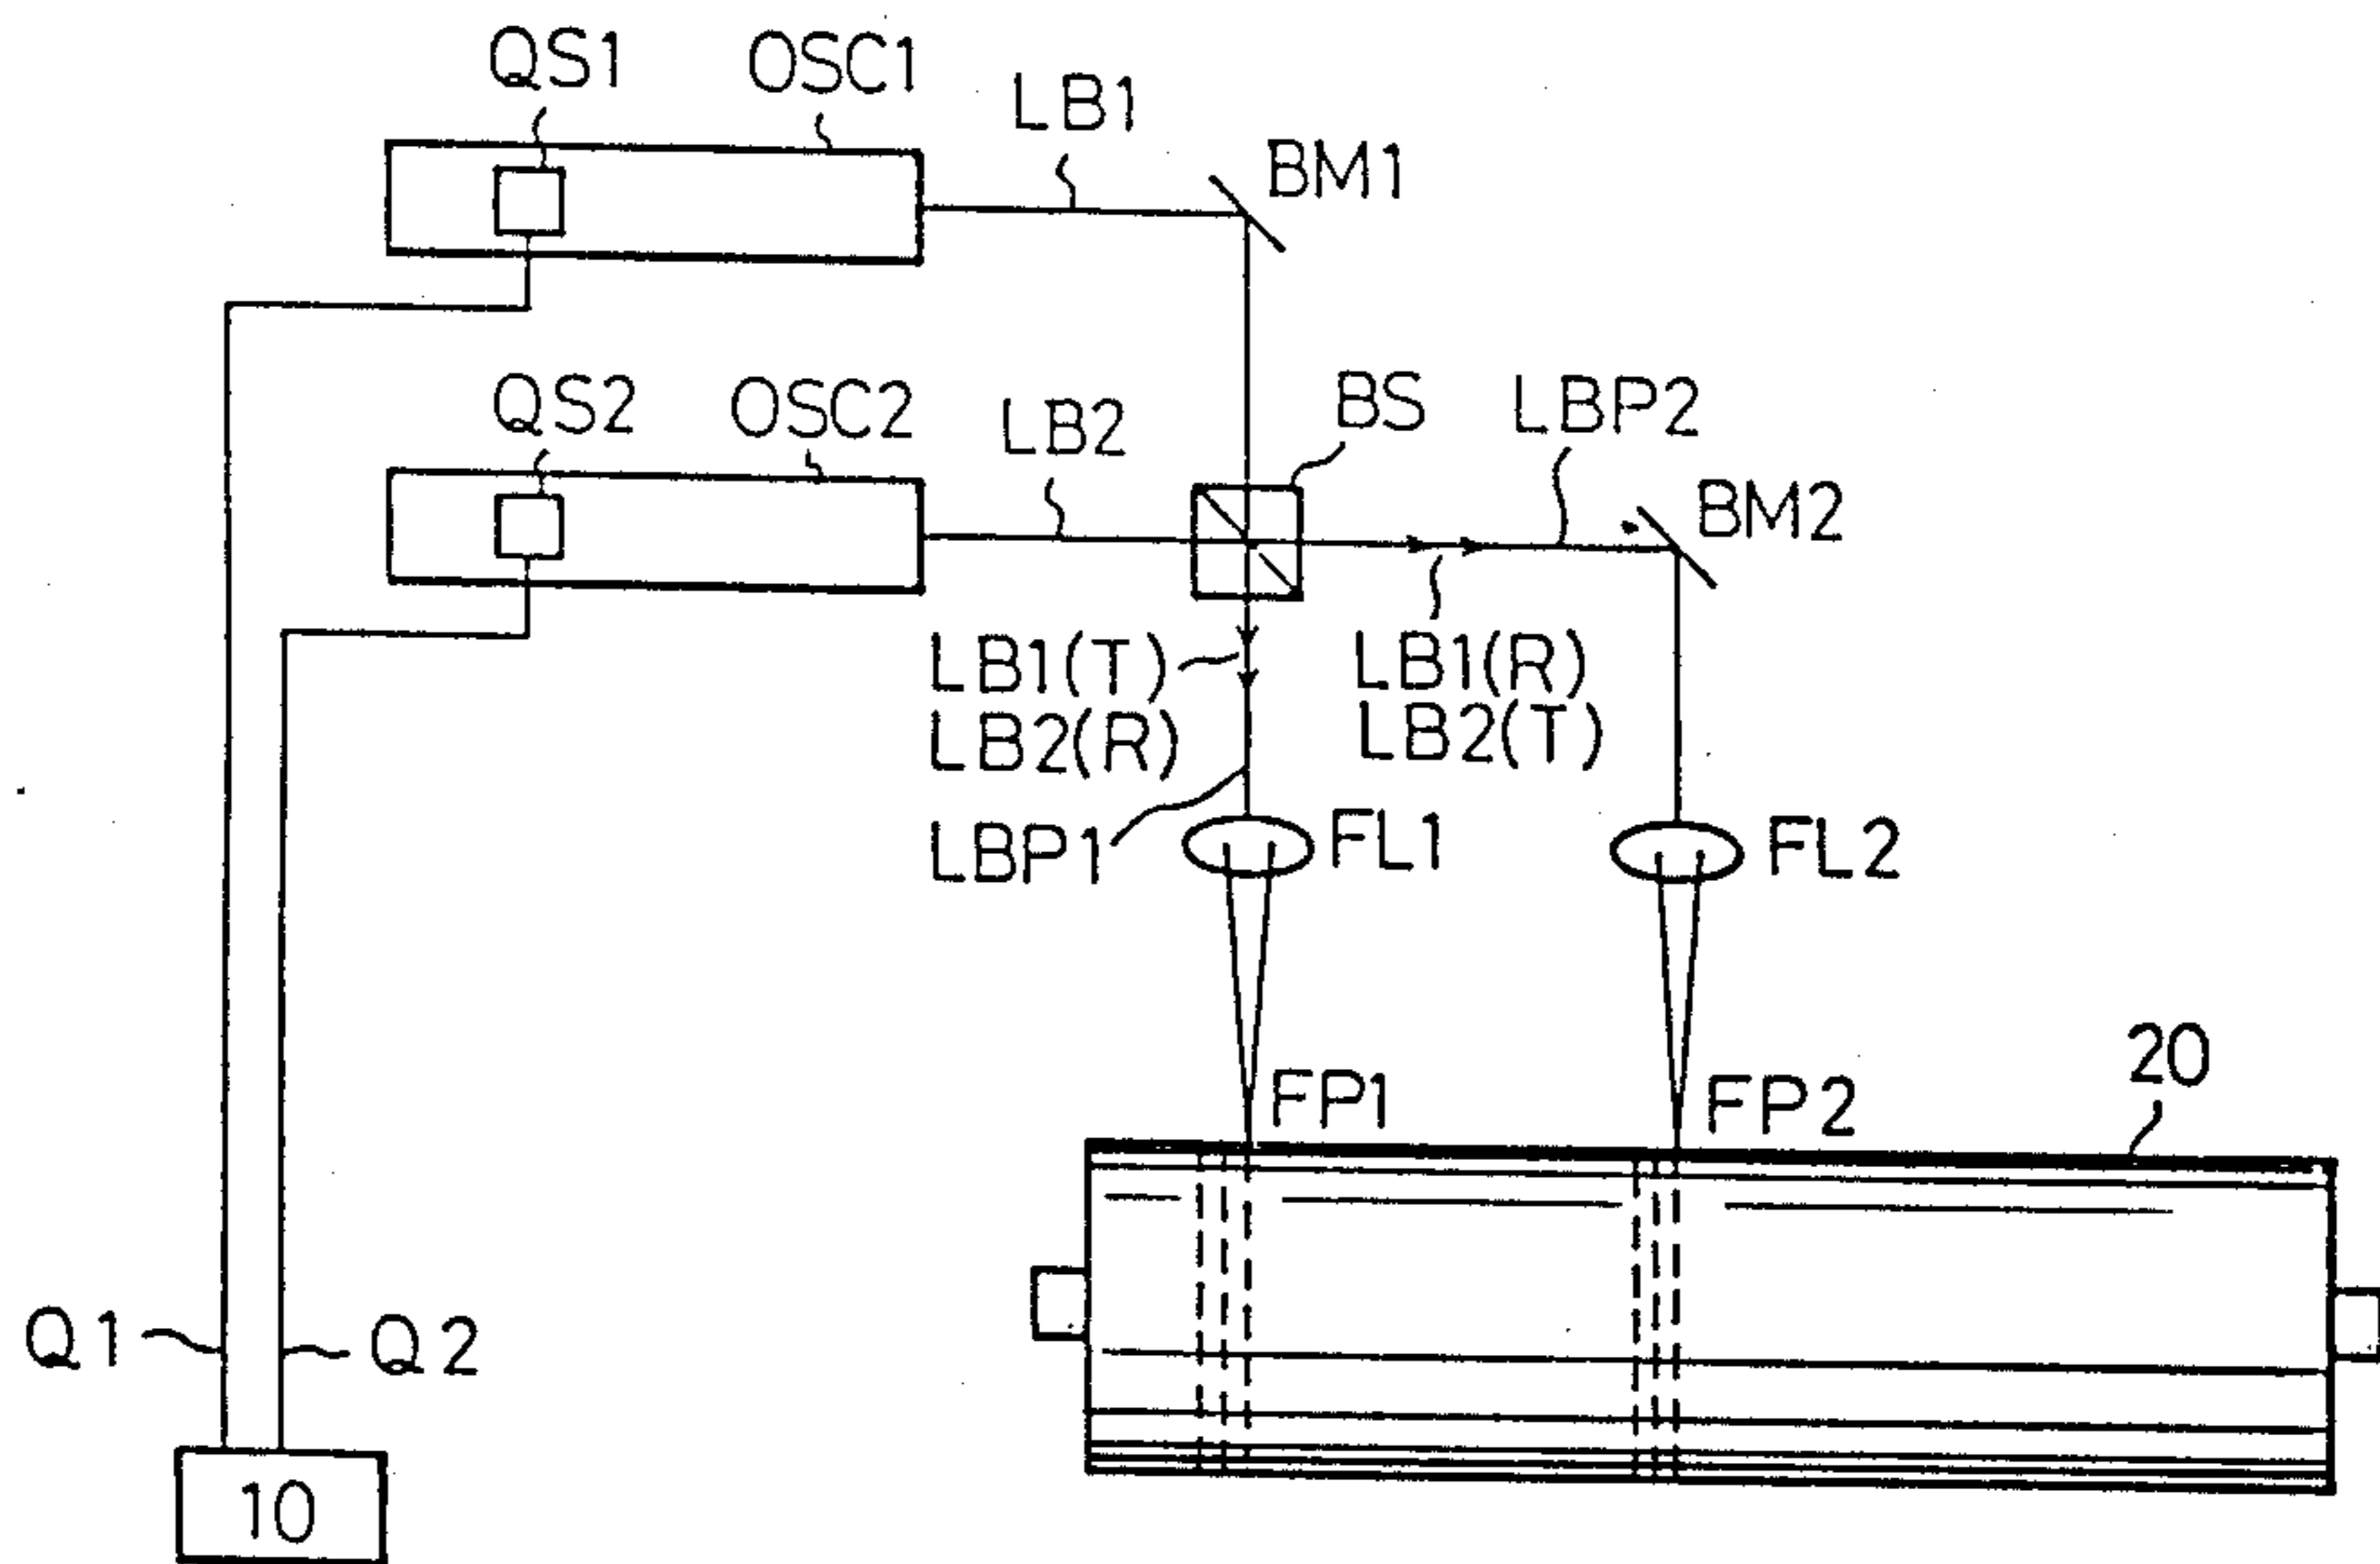 QS1
OSC1
LB1
BM1
QS2
OSC2
LB2
BS
LBP2
BM2
LB1(T)
LB2(R)
LB1(R)
LB2(T)
LBP1
FL1
FL2
FP1
FP2
20
Q1
Q2
10